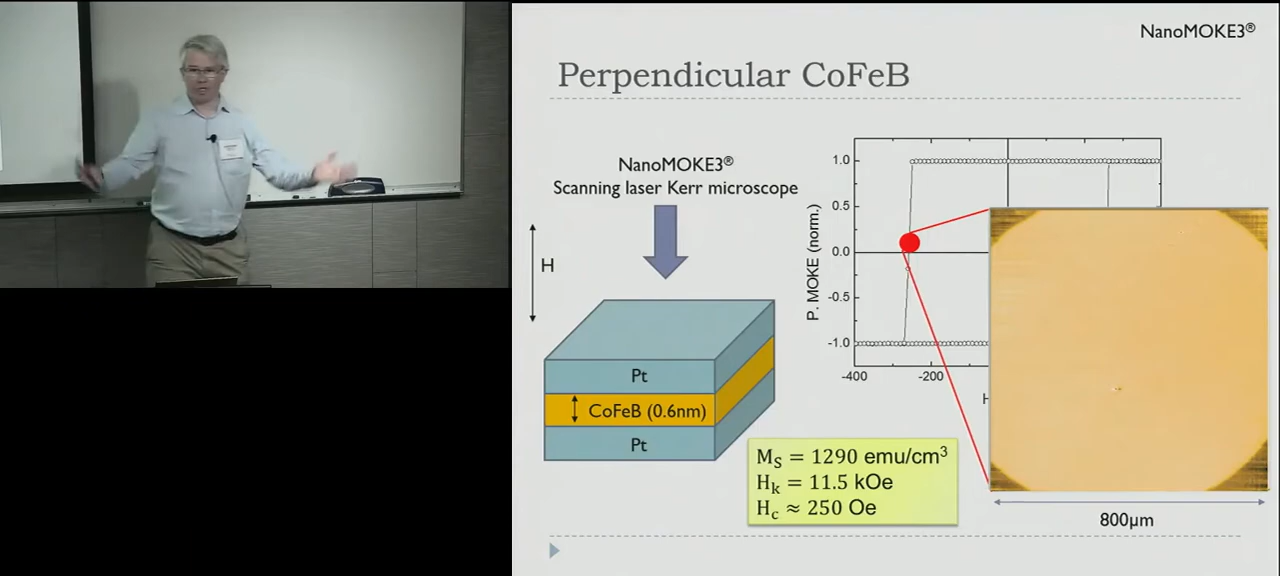 NanoMOKE3®
Perpendicular CoFeB
NanoMOKE3®
Scanning laser Kerr microscope
H
Pt
CoFeB (0.6nm)
Pt
P. MOKE (norm.)
1.0
0.5
0.0
-0.5
-1.0
-400
-200
H
M_S = 1290 emu/cm³
H_k = 11.5 kOe
H_c ≈ 250 Oe
800µm